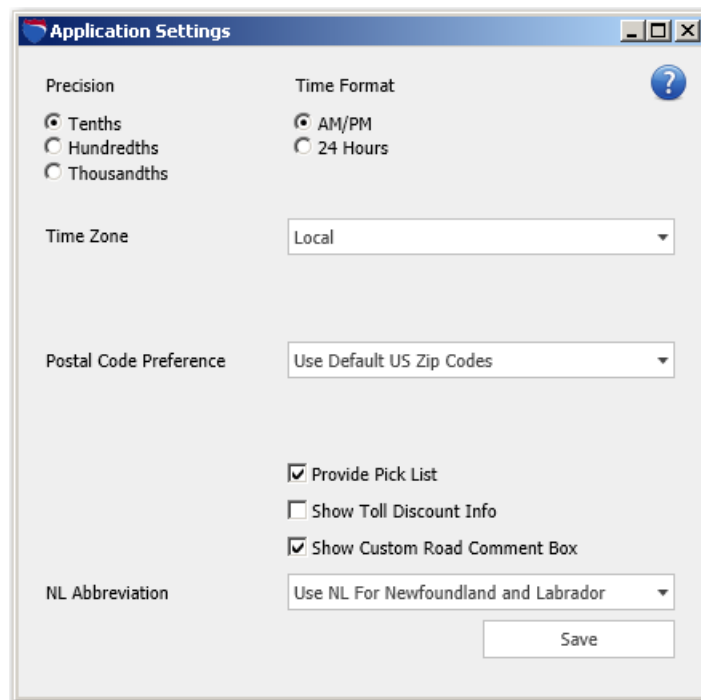 Application Settings
Precision Time Format
?
Tenths AM/PM
Hundredths 24 Hours
Thousandths
Time Zone Local
Postal Code Preference Use Default US Zip Codes
Provide Pick List
Show Toll Discount Info
Show Custom Road Comment Box
NL Abbreviation Use NL For Newfoundland and Labrador
Save